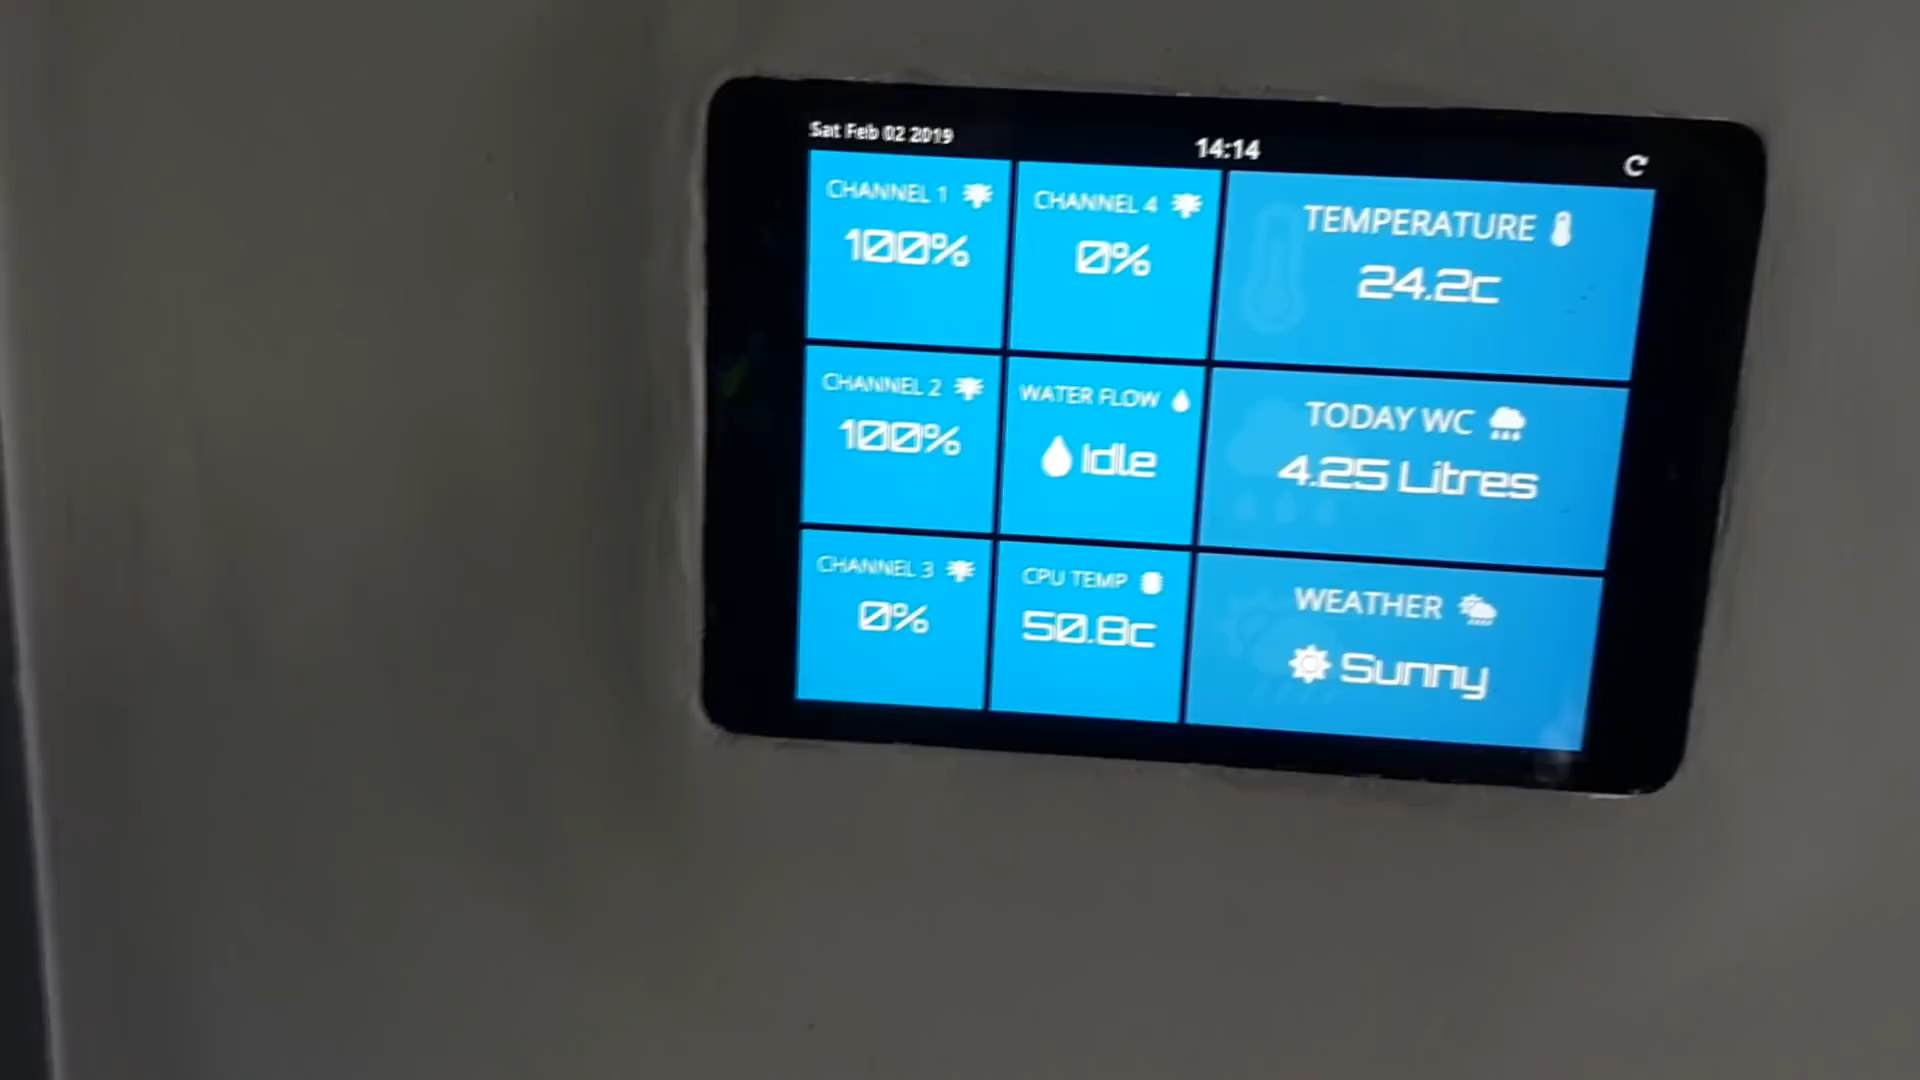 Sat Feb 02 2019
14:14
CHANNEL 1
100%
CHANNEL 4
0%
TEMPERATURE
24.2c
CHANNEL 2
100%
WATER FLOW
Idle
TODAY WC
4.25 Litres
CHANNEL 3
0%
CPU TEMP
50.8c
WEATHER
Sunny